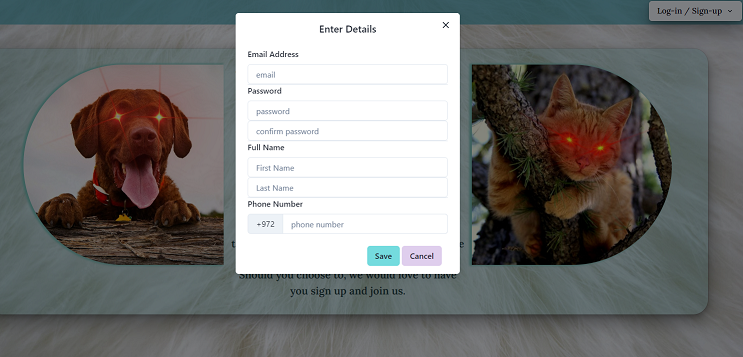 Log-in / Sign-up
Enter Details
Email Address
email
Password
password
confirm password
Full Name
First Name
Last Name
Phone Number
+972
phone number
Save
Cancel
Should you choose to, we would love to have
you sign up and join us.